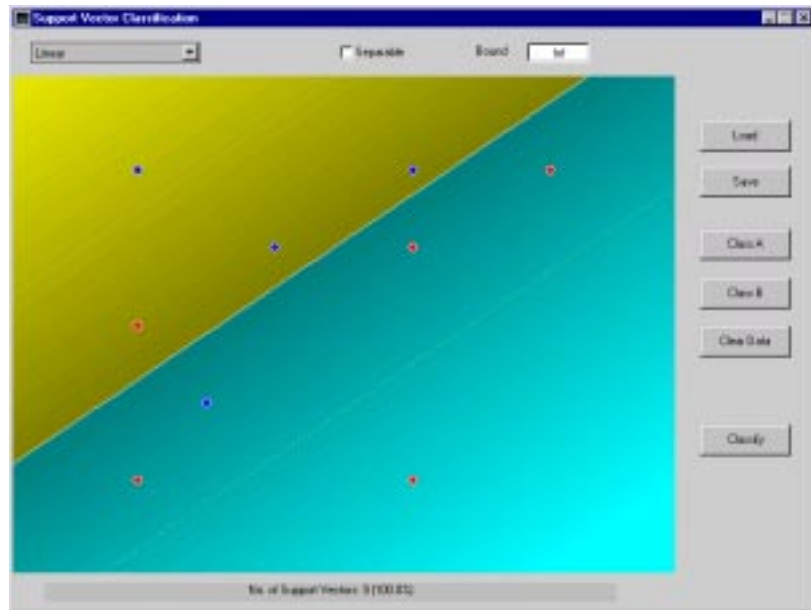 Support Vector Classification
Linear
Separable
Bound
Inf
Load
Save
Class A
Class B
Clear Data
Classify
No. of Support Vectors: 9 (100.0%)